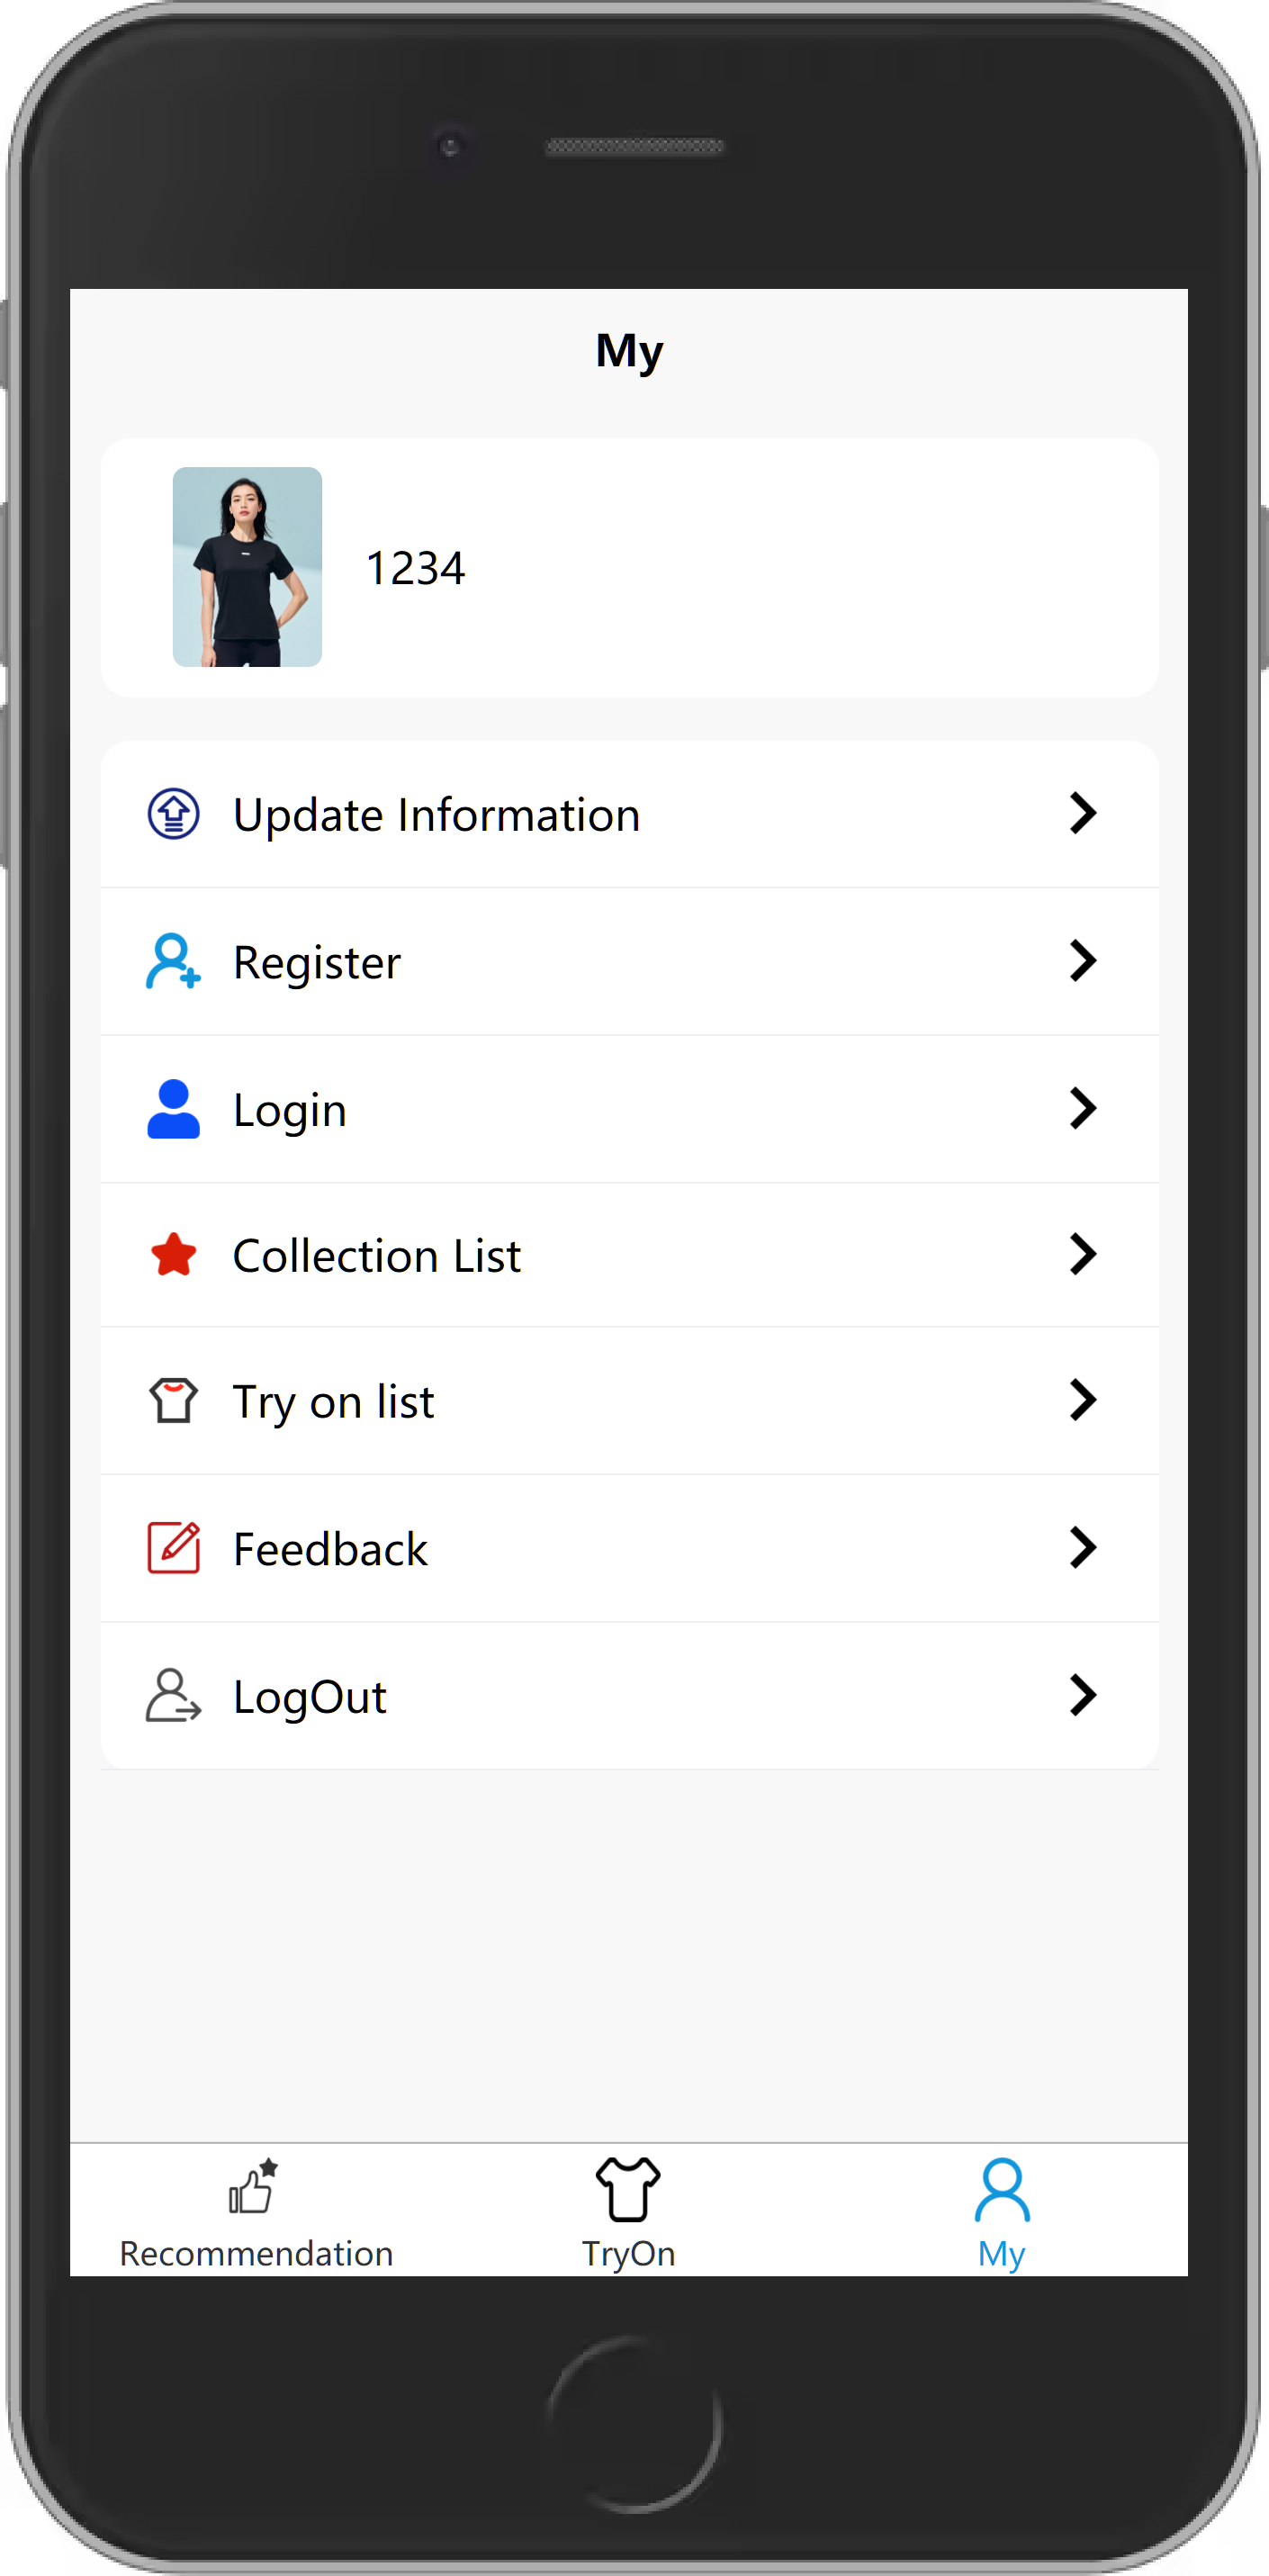 My
1234
Update Information
Register
Login
Collection List
Try on list
Feedback
LogOut
Recommendation
TryOn
My